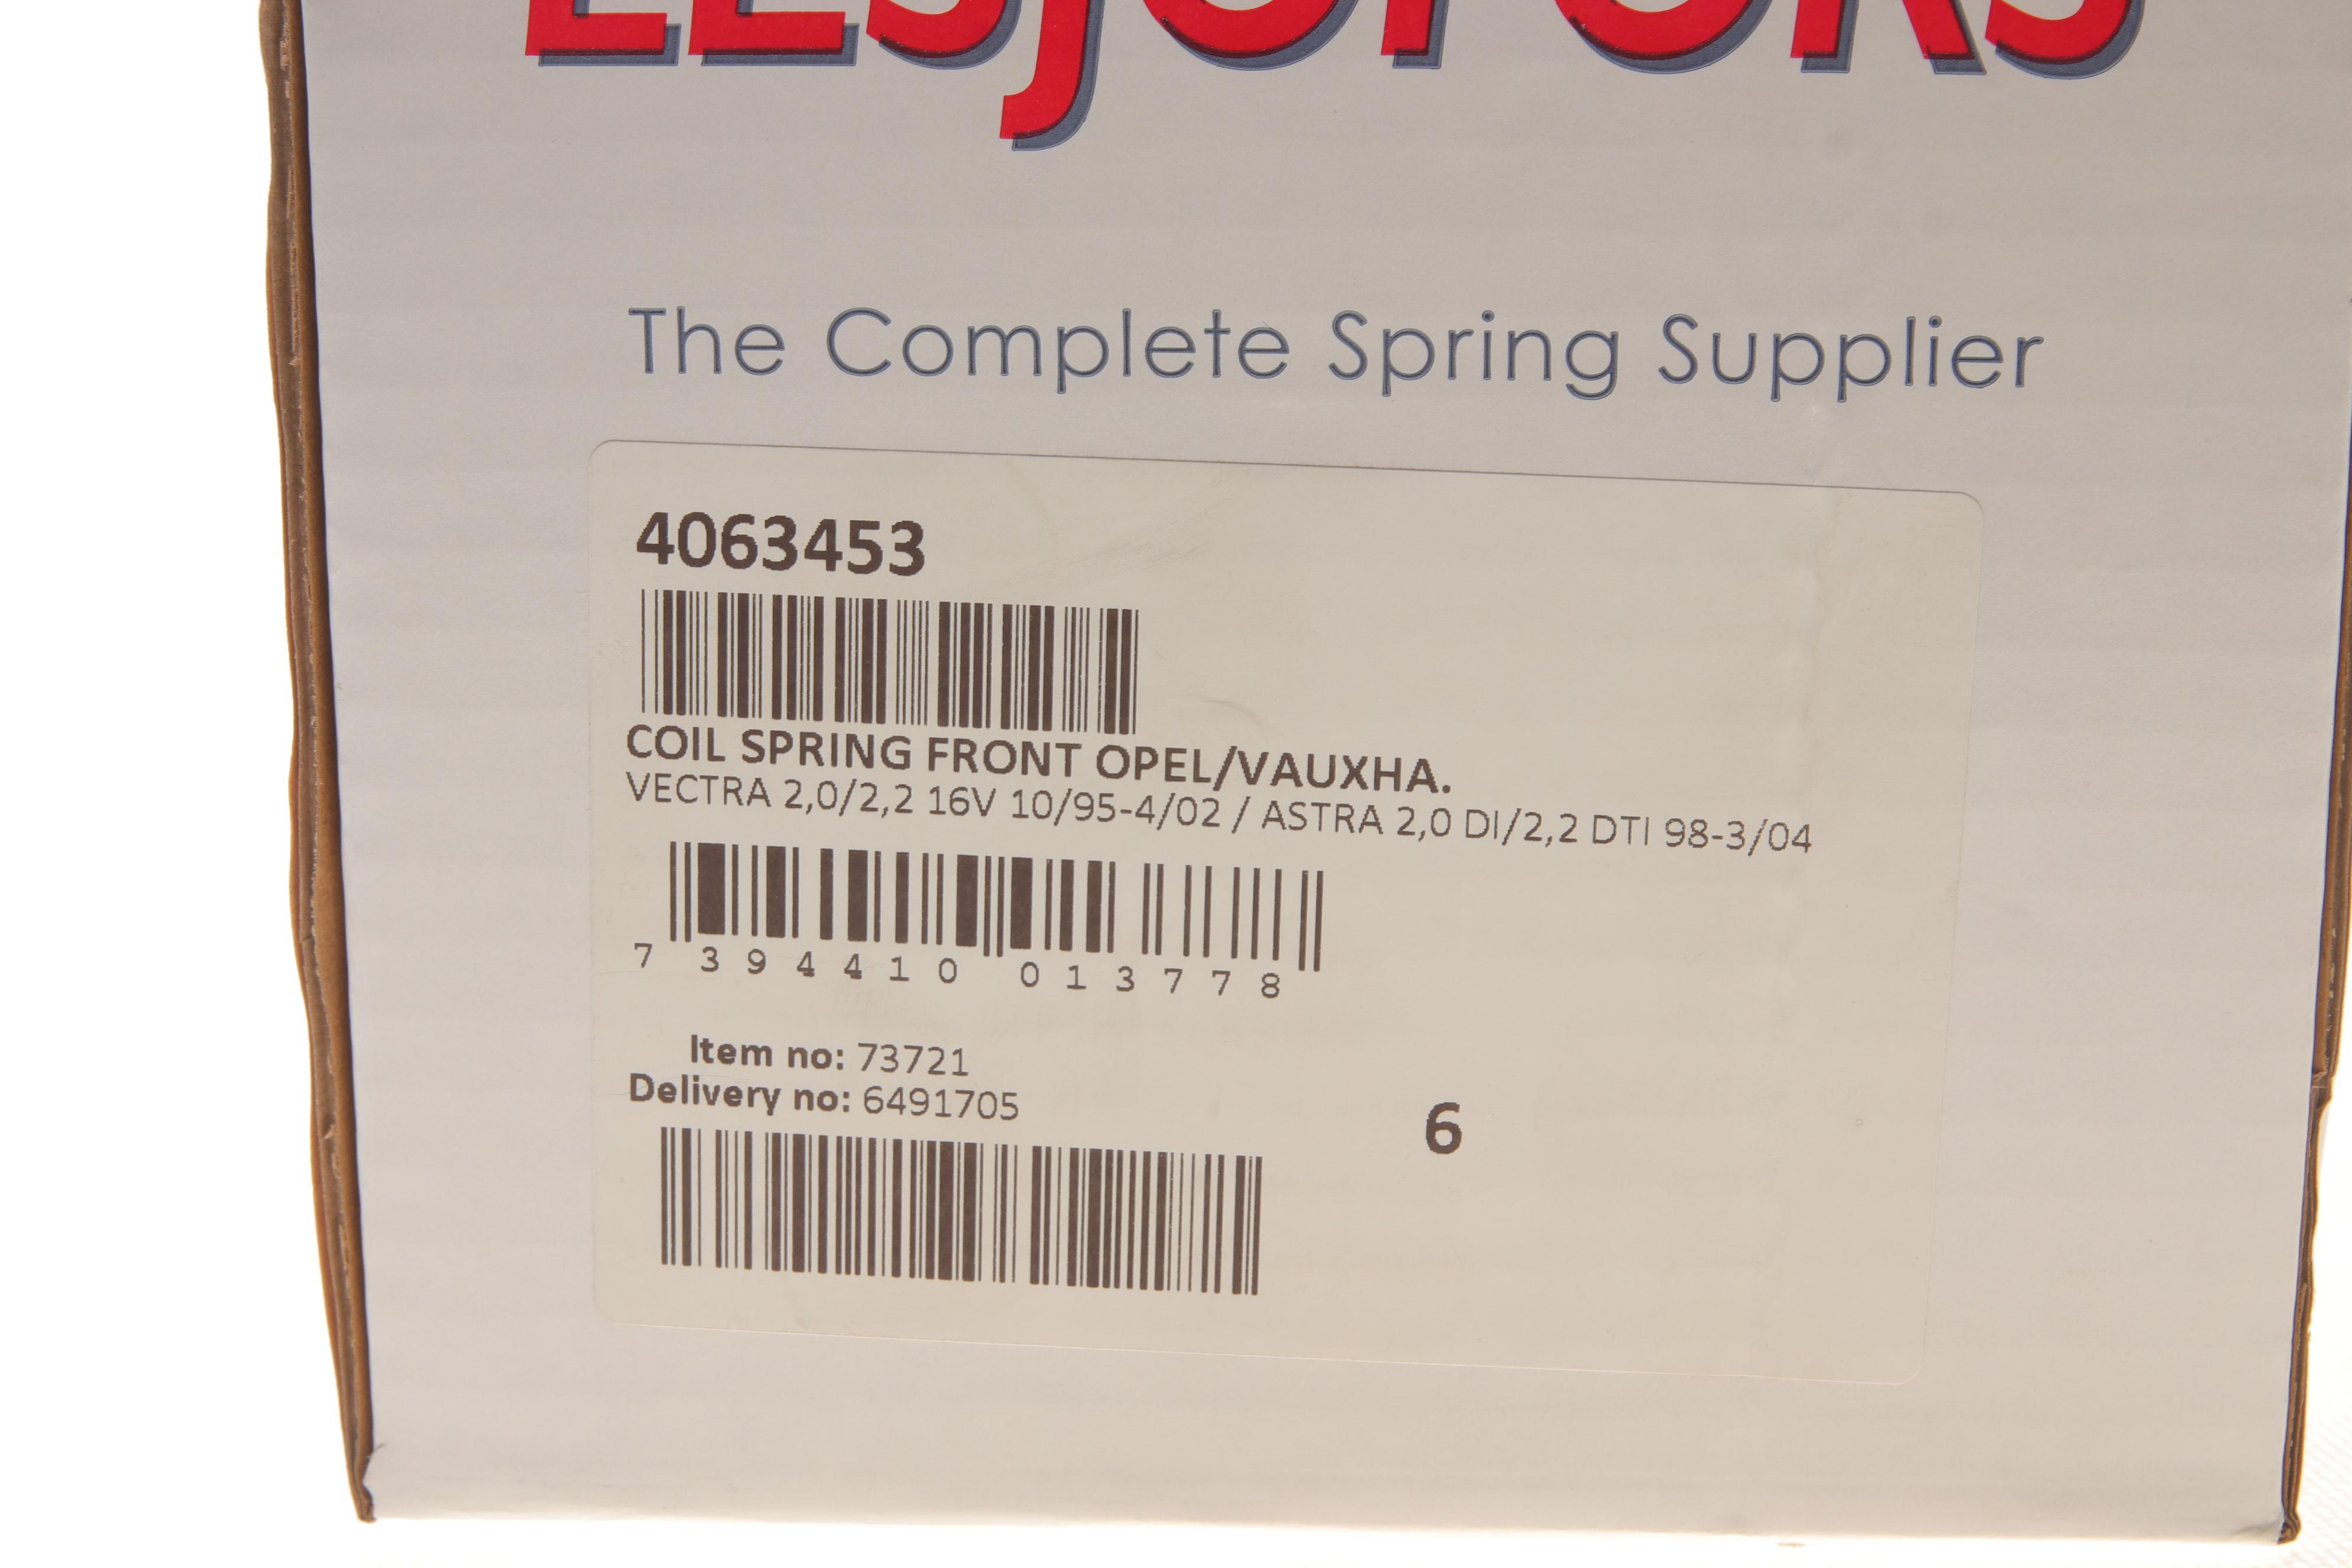 LESJÖFORS
The Complete Spring Supplier
4063453
COIL SPRING FRONT OPEL/VAUXHA.
VECTRA 2,0/2,2 16V 10/95-4/02 / ASTRA 2,0 DI/2,2 DTI 98-3/04
7 394410 013778
Item no: 73721
Delivery no: 6491705
6